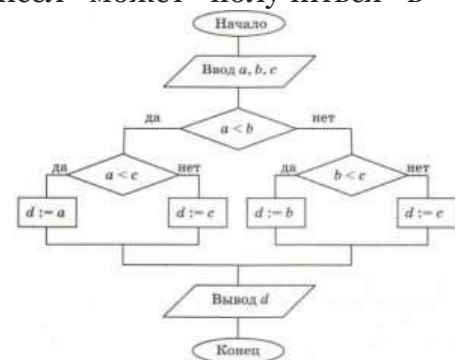 может получиться в
Начало
Ввод a, b, c
да
a < b
нет
да
a < c
нет
да
b < c
нет
d := a
d := c
d := b
d := c
Вывод d
Конец